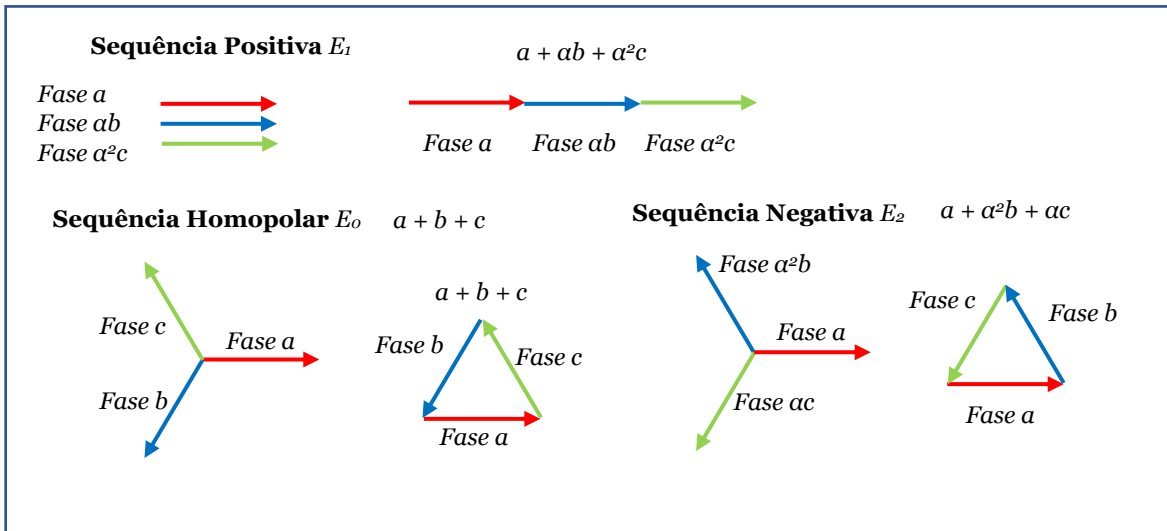 Sequência Positiva E₁
a + αb + α²c
Fase a
Fase αb
Fase α²c
Fase a
Fase αb
Fase α²c
Sequência Homopolar E₀
a + b + c
Fase c
Fase a
Fase b
a + b + c
Fase b
Fase c
Fase a
Sequência Negativa E₂
a + α²b + αc
Fase α²b
Fase a
Fase αc
Fase c
Fase b
Fase a